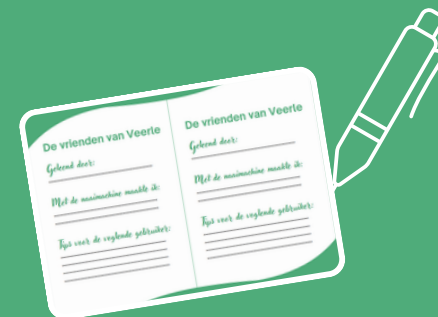 De vrienden van Veerle
Geleend door:
Met de naaimachine maakte ik:
Tips voor de volgende gebruiker:
De vrienden van Veerle
Geleend door:
Met de naaimachine maakte ik:
Tips voor de volgende gebruiker: